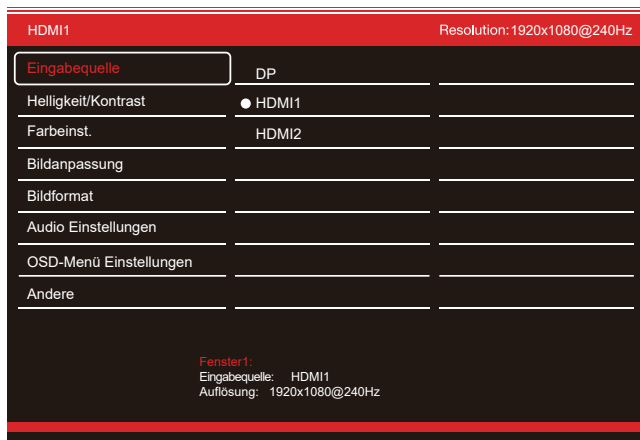 HDMI1 Resolution:1920x1080@240Hz
Eingabequelle DP
Helligkeit/Kontrast HDMI1
Farbeinst. HDMI2
Bildanpassung
Bildformat
Audio Einstellungen
OSD-Menü Einstellungen
Andere
Fenster1:
Eingabequelle: HDMI1
Auflösung: 1920x1080@240Hz